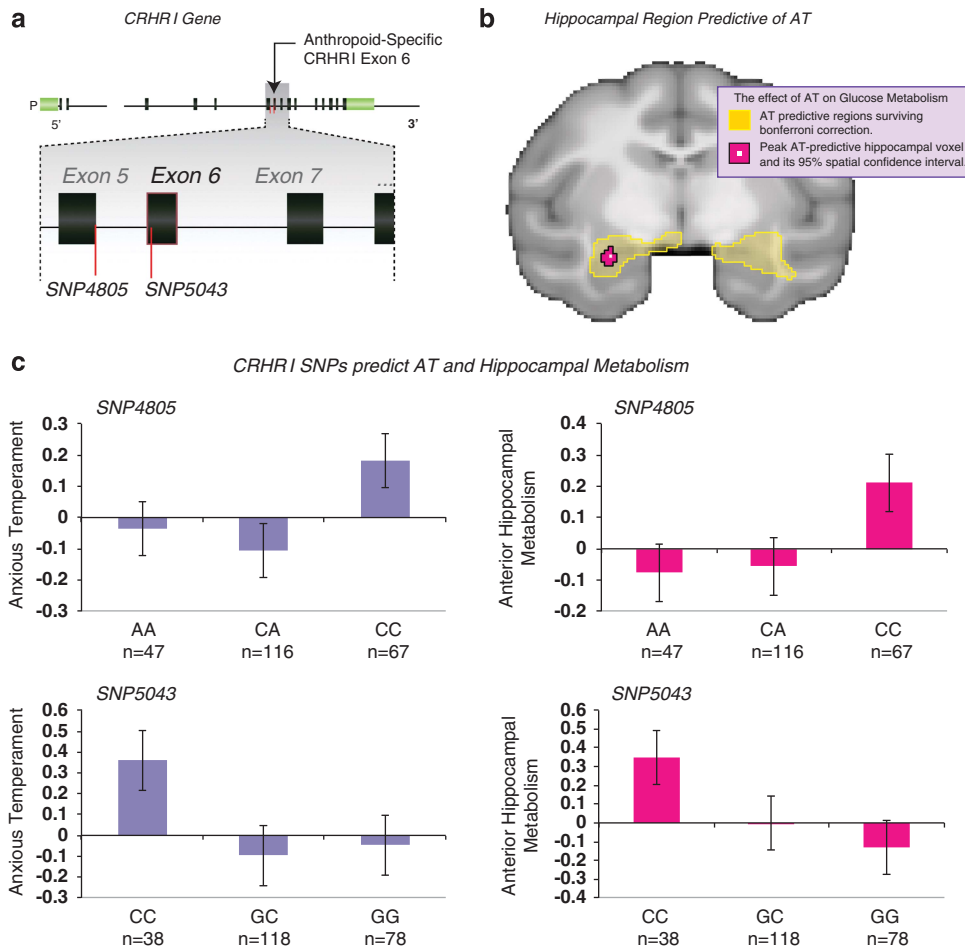 a
CRHR I Gene
Anthropoid-Specific
CRHR I Exon 6
P
5'
3'
Exon 5
Exon 6
Exon 7
...
SNP4805
SNP5043
b
Hippocampal Region Predictive of AT
The effect of AT on Glucose Metabolism
AT predictive regions surviving
bonferroni correction.
Peak AT-predictive hippocampal voxel
and its 95% spatial confidence interval.
c
CRHR I SNPs predict AT and Hippocampal Metabolism
SNP4805
Anxious Temperament
0.3
0.2
0.1
0
-0.1
-0.2
-0.3
AA
CA
CC
n=47
n=116
n=67
SNP4805
Anterior Hippocampal
Metabolism
0.4
0.3
0.2
0.1
0
-0.1
-0.2
AA
CA
CC
n=47
n=116
n=67
SNP5043
Anxious Temperament
0.6
0.5
0.4
0.3
0.2
0.1
0
-0.1
-0.2
-0.3
-0.4
CC
GC
GG
n=38
n=118
n=78
SNP5043
Anterior Hippocampal
Metabolism
0.6
0.5
0.4
0.3
0.2
0.1
0
-0.1
-0.2
-0.3
-0.4
CC
GC
GG
n=38
n=118
n=78